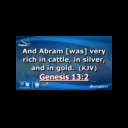 And Abram [was] very
rich in cattle, in silver,
and in gold. (KJV)
Genesis 13:2